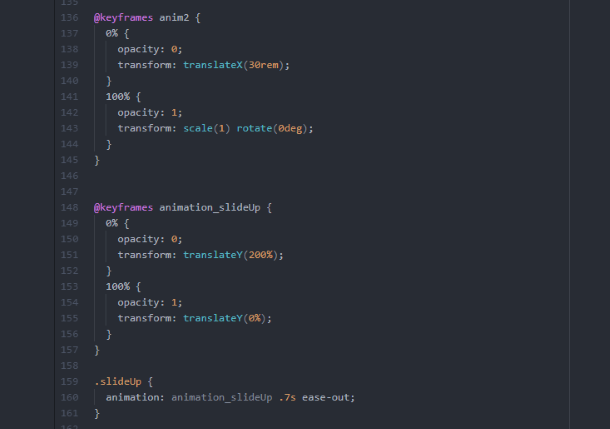 135
136 @keyframes anim2 {
137 0% {
138 opacity: 0;
139 transform: translateX(30rem);
140 }
141 100% {
142 opacity: 1;
143 transform: scale(1) rotate(0deg);
144 }
145 }
146
147
148 @keyframes animation_slideUp {
149 0% {
150 opacity: 0;
151 transform: translateY(200%);
152 }
153 100% {
154 opacity: 1;
155 transform: translateY(0%);
156 }
157 }
158
159 .slideUp {
160 animation: animation_slideUp .7s ease-out;
161 }
162